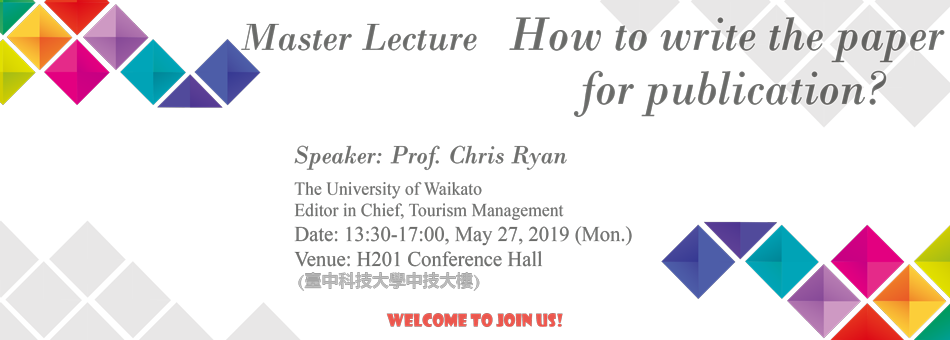 Master Lecture How to write the paper
for publication?
Speaker: Prof. Chris Ryan
The University of Waikato
Editor in Chief, Tourism Management
Date: 13:30-17:00, May 27, 2019 (Mon.)
Venue: H201 Conference Hall
(臺中科技大學中技大樓)
WELCOME TO JOIN US!